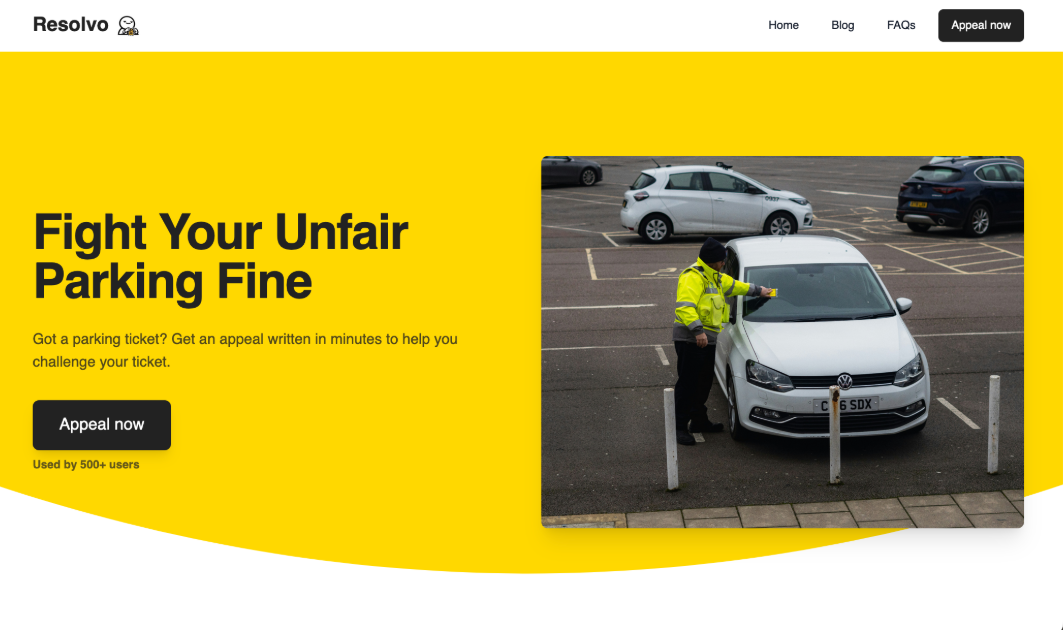 Resolvo
Home
Blog
FAQs
Appeal now
Fight Your Unfair
Parking Fine
Got a parking ticket? Get an appeal written in minutes to help you
challenge your ticket.
Appeal now
Used by 500+ users
6 SDX